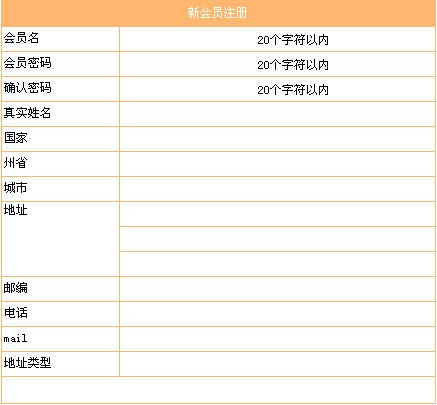 新会员注册
会员名 20个字符以内
会员密码 20个字符以内
确认密码 20个字符以内
真实姓名
国家
州省
城市
地址
邮编
电话
mail
地址类型